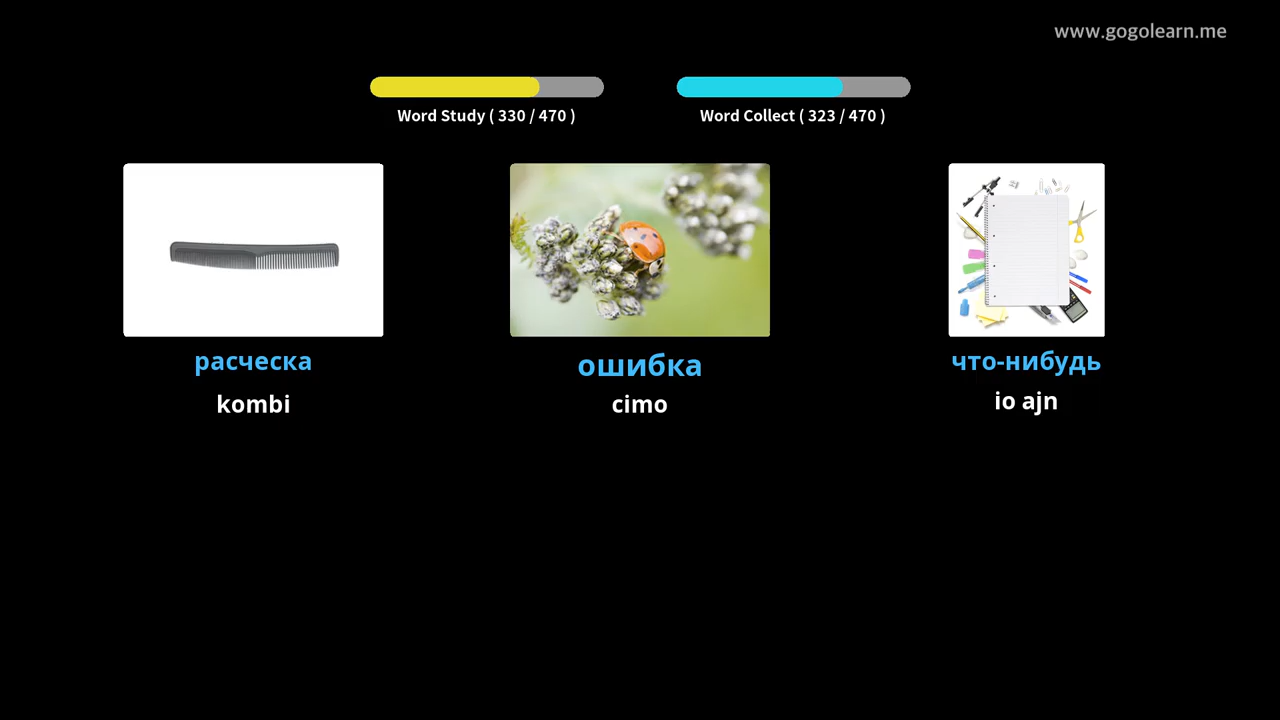 www.gogolearn.me
Word Study ( 330 / 470 )
Word Collect ( 323 / 470 )
расческа
ошибка
что-нибудь
kombi
cimo
io ajn